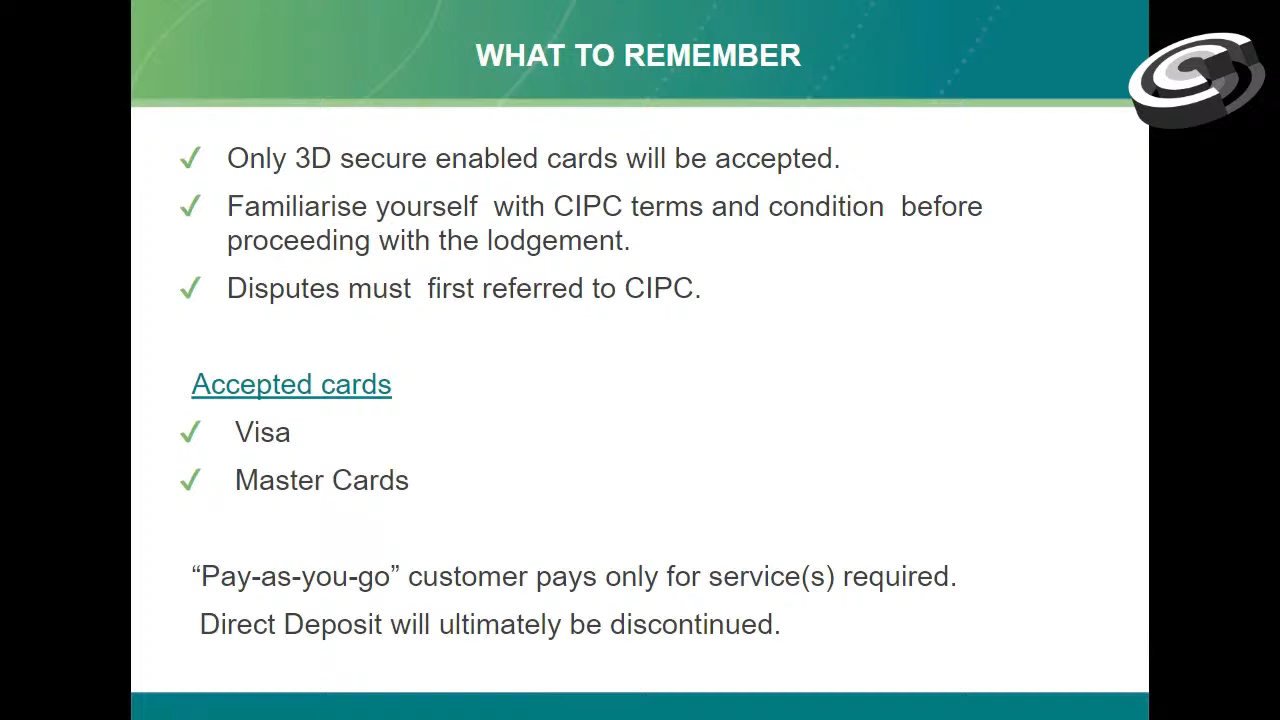 WHAT TO REMEMBER
Only 3D secure enabled cards will be accepted.
Familiarise yourself  with CIPC terms and condition  before
proceeding with the lodgement.
Disputes must  first referred to CIPC.
Accepted cards
Visa
Master Cards
“Pay-as-you-go” customer pays only for service(s) required.
Direct Deposit will ultimately be discontinued.